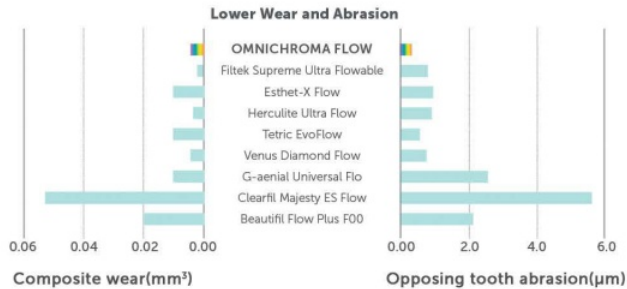 Lower Wear and Abrasion
OMNICHROMA FLOW
Filtek Supreme Ultra Flowable
Esthet-X Flow
Herculite Ultra Flow
Tetric EvoFlow
Venus Diamond Flow
G-aenial Universal Flo
Clearfil Majesty ES Flow
Beautifil Flow Plus F00
0.06 0.04 0.02 0.00 0.00 2.0 4.0 6.0
Composite wear(mm³) Opposing tooth abrasion(µm)